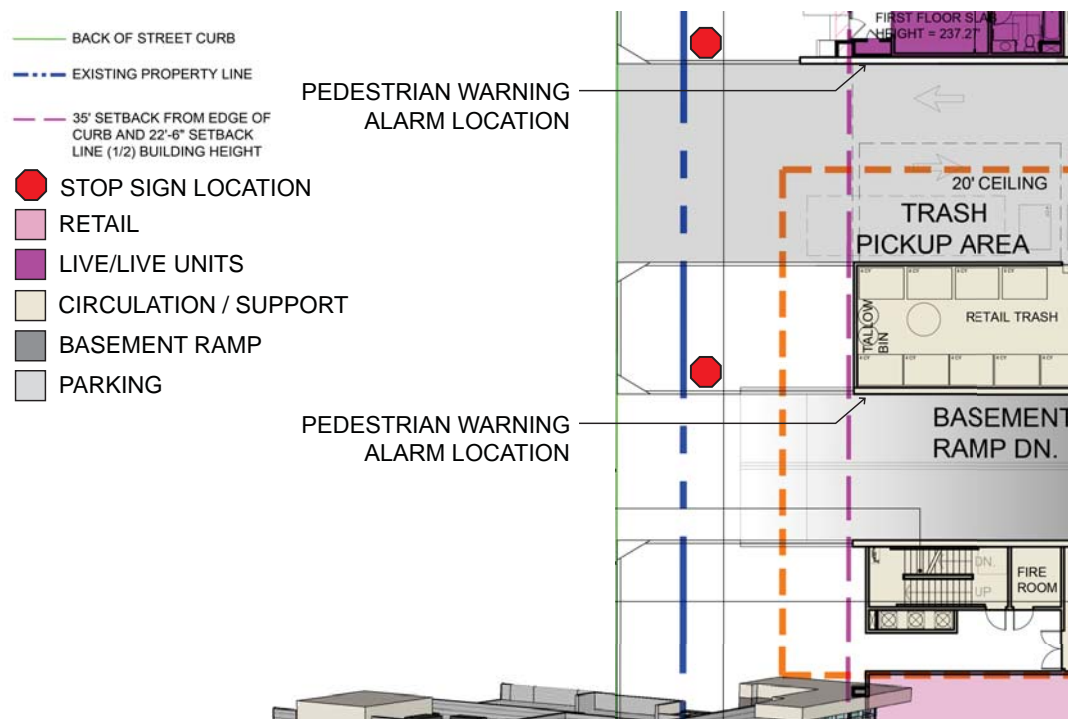 BACK OF STREET CURB
EXISTING PROPERTY LINE
35' SETBACK FROM EDGE OF
CURB AND 22'-6" SETBACK
LINE (1/2) BUILDING HEIGHT
STOP SIGN LOCATION
RETAIL
LIVE/LIVE UNITS
CIRCULATION / SUPPORT
BASEMENT RAMP
PARKING
FIRST FLOOR SLAB
HEIGHT = 237.27'
PEDESTRIAN WARNING
ALARM LOCATION
20' CEILING
TRASH
PICKUP AREA
TALLOW
BIN
RETAIL TRASH
PEDESTRIAN WARNING
ALARM LOCATION
BASEMENT
RAMP DN.
DN.
UP
FIRE
ROOM